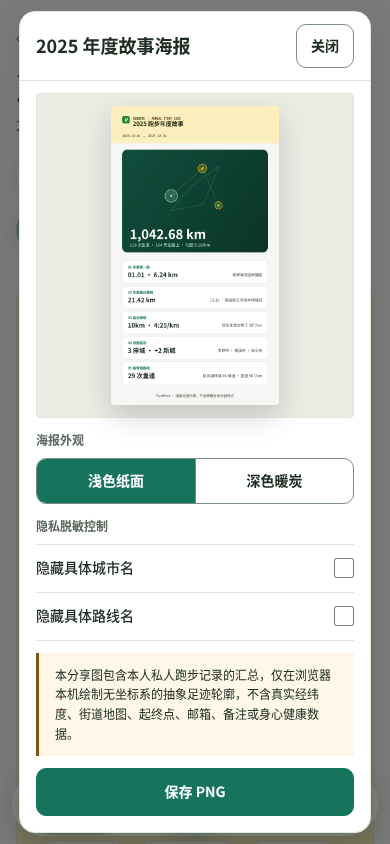 2025 年度故事海报
关闭
2025 跑步年度故事
1,042.68 km
01.01 · 6.24 km
21.42 km
10km · 4:25/km
3 座城 · +2 新城
29 次重逢
海报外观
浅色纸面
深色暖炭
隐私脱敏控制
隐藏具体城市名
隐藏具体路线名
本分享图包含本人私人跑步记录的汇总，仅在浏览器
本机绘制无坐标系的抽象足迹轮廓，不含真实经纬
度、街道地图、起终点、邮箱、备注或身心健康数
据。
保存 PNG